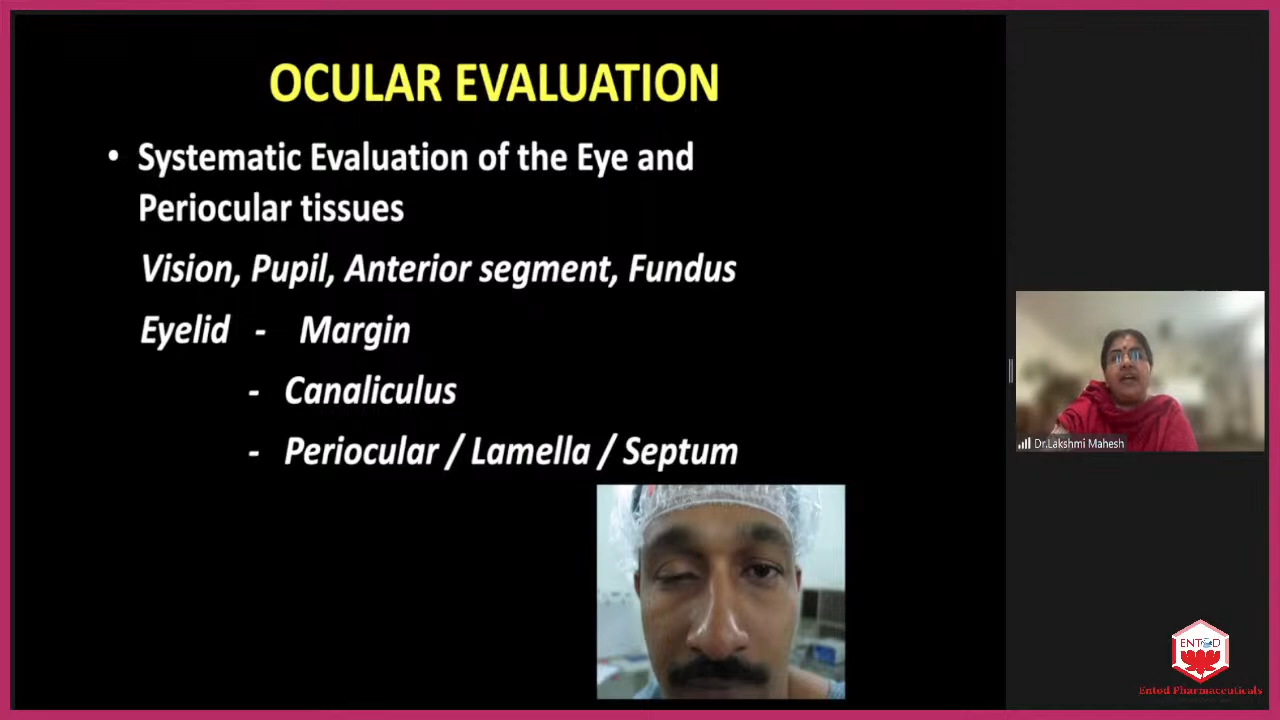 OCULAR EVALUATION
• Systematic Evaluation of the Eye and
Periocular tissues
Vision, Pupil, Anterior segment, Fundus
Eyelid - Margin
- Canaliculus
- Periocular / Lamella / Septum
Dr.Lakshmi Mahesh
ENTOD
Entod Pharmaceuticals